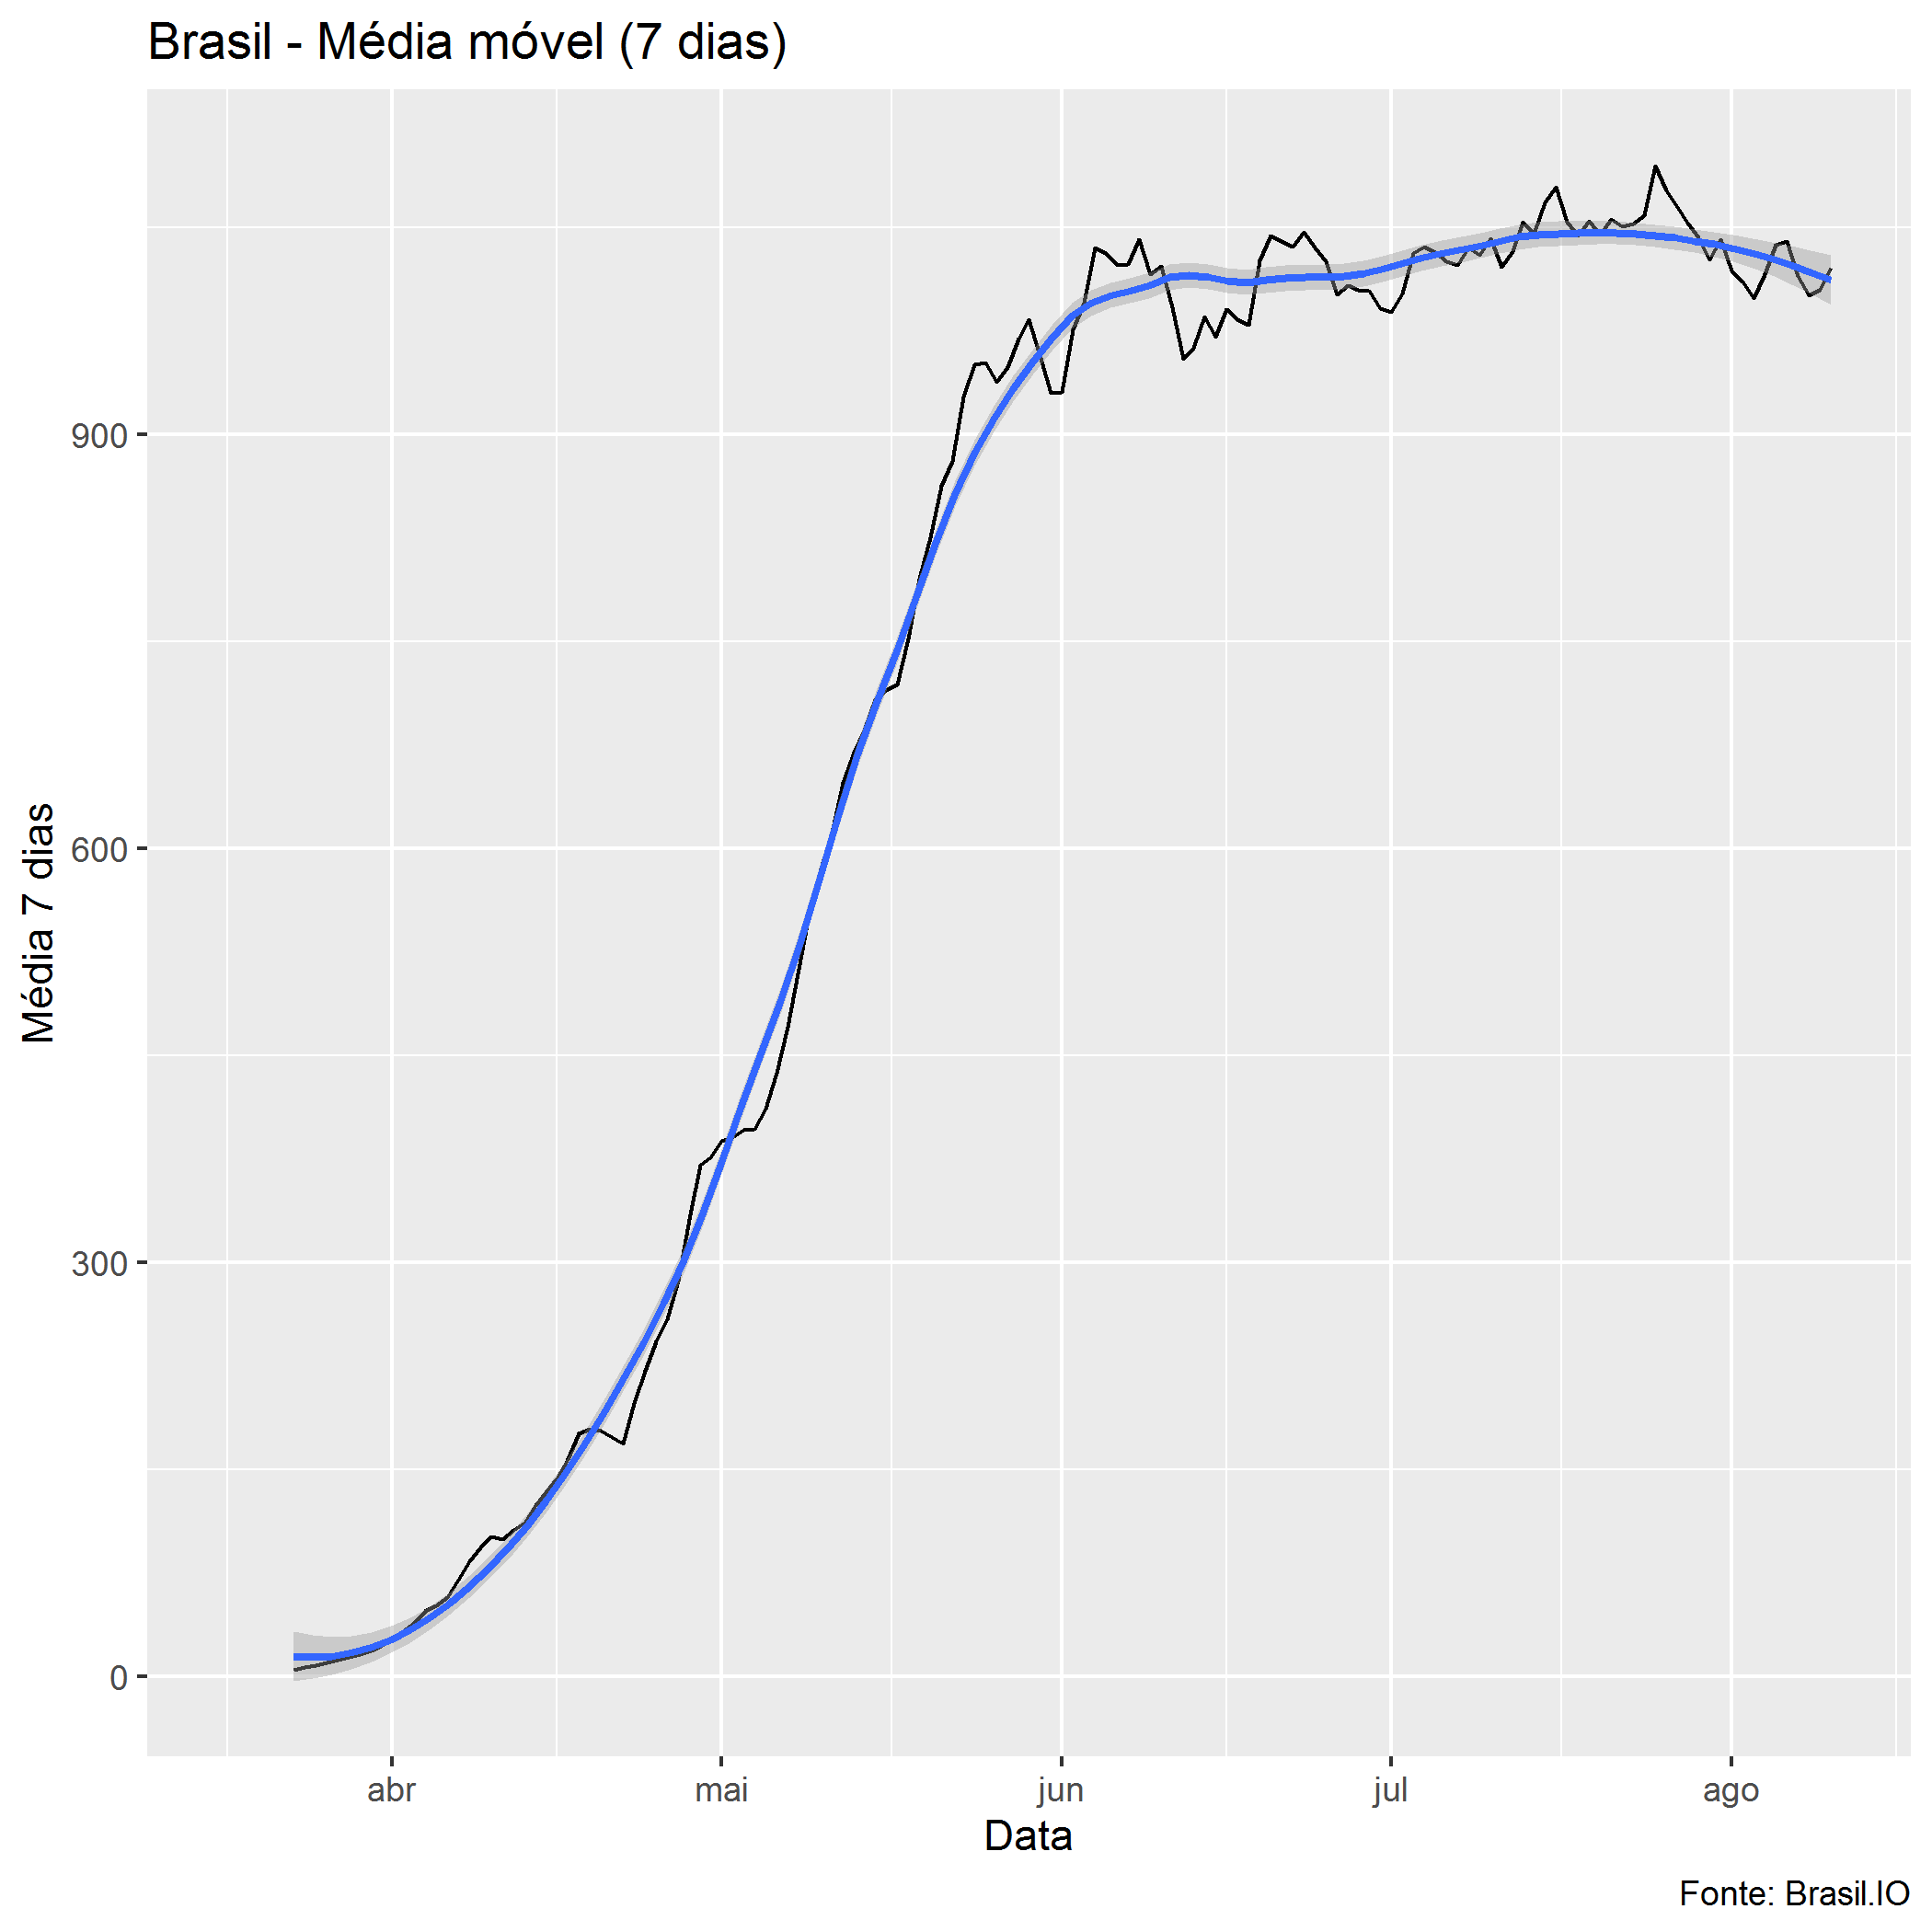 Brasil - Média móvel (7 dias)
Média 7 dias
900
600
300
0
abr mai jun jul ago
Data
Fonte: Brasil.IO